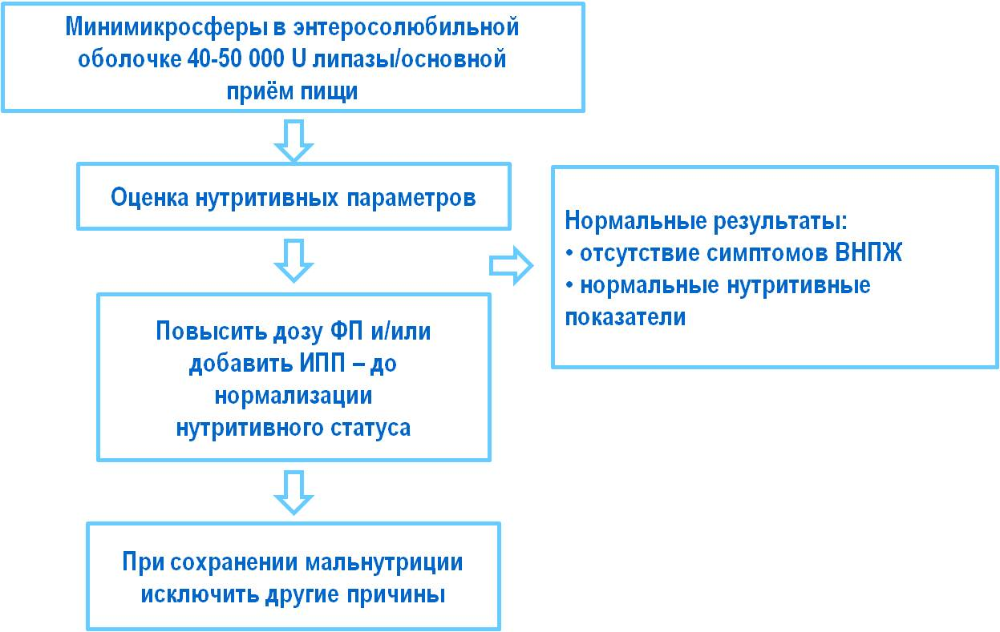 Минимикросферы в энтеросолюбильной
оболочке 40-50 000 U липазы/основной
приём пищи
Оценка нутритивных параметров
Нормальные результаты:
• отсутствие симптомов ВНПЖ
• нормальные нутритивные
показатели
Повысить дозу ФП и/или
добавить ИПП – до
нормализации
нутритивного статуса
При сохранении мальнутриции
исключить другие причины